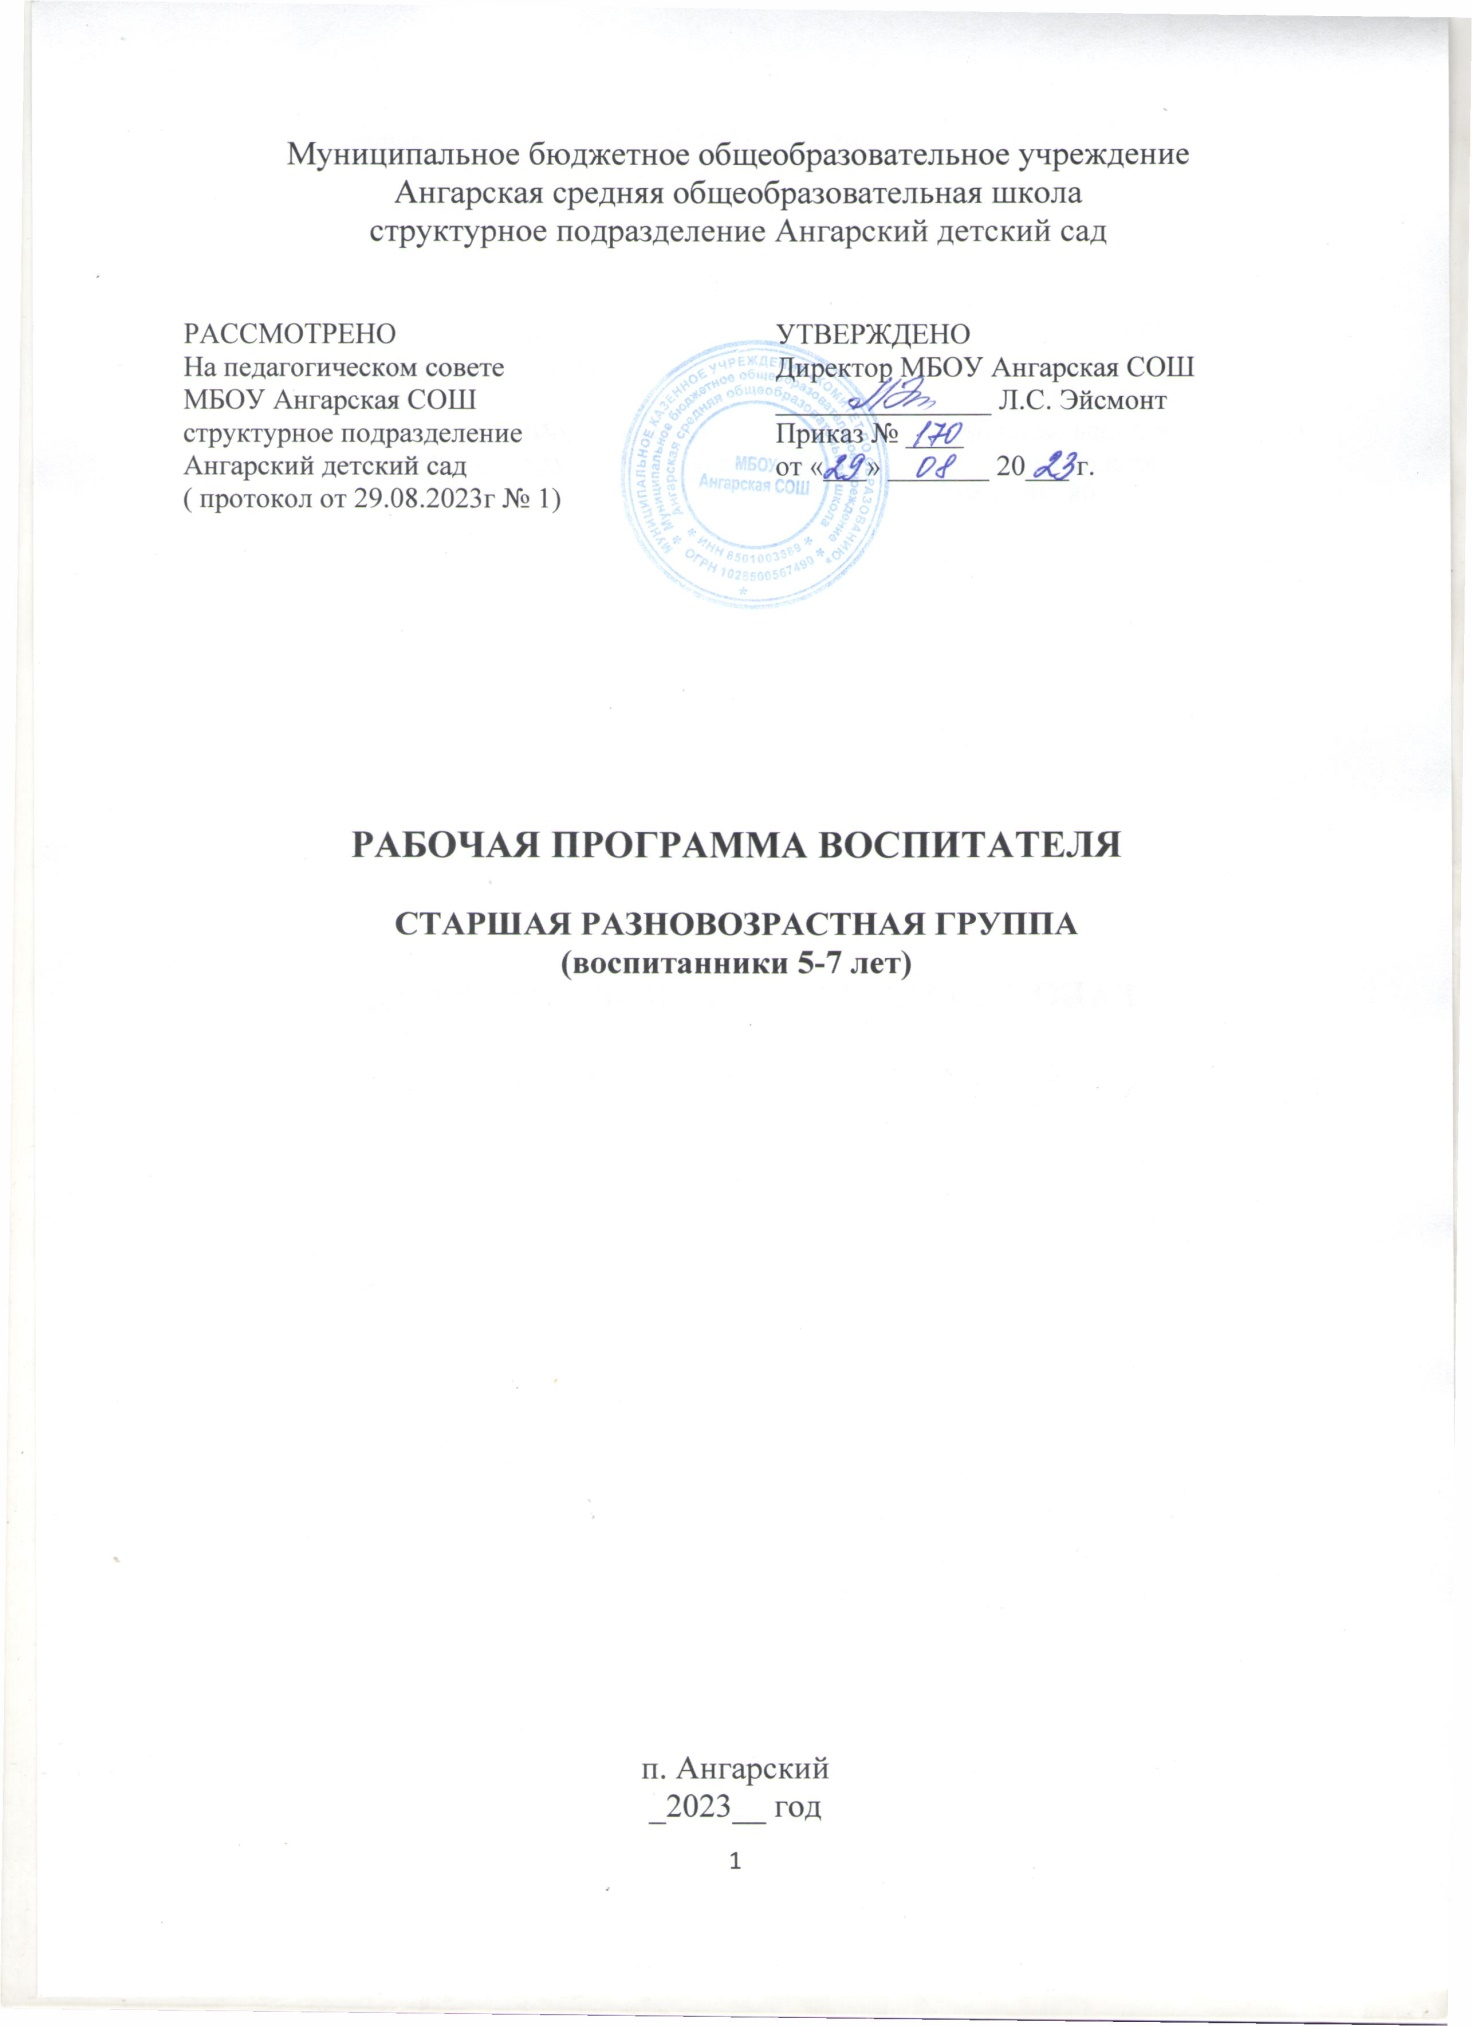 Муниципальное бюджетное общеобразовательное учреждение
Ангарская средняя общеобразовательная школа
структурное подразделение Ангарский детский сад
РАССМОТРЕНО
На педагогическом совете
МБОУ Ангарская СОШ
структурное подразделение
Ангарский детский сад
( протокол от 29.08.2023г № 1)
УТВЕРЖДЕНО
Директор МБОУ Ангарская СОШ
_______________ Л.С. Эйсмонт
Приказ № 170
от «29» 08 2023г.
МБОУ
Ангарская СОШ
РАБОЧАЯ ПРОГРАММА ВОСПИТАТЕЛЯ
СТАРШАЯ РАЗНОВОЗРАСТНАЯ ГРУППА
(воспитанники 5-7 лет)
п. Ангарский
_2023__ год
1